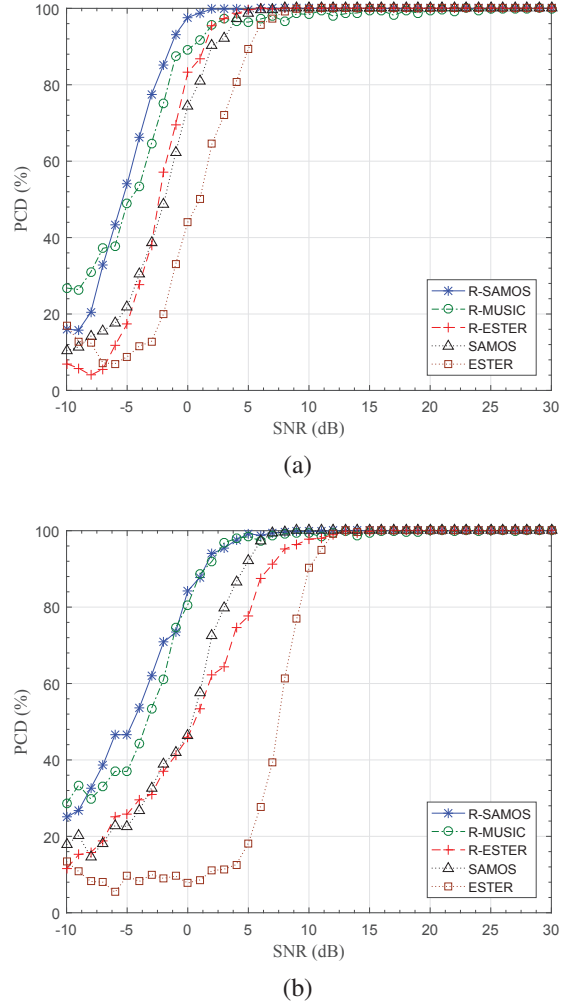 100
80
60
40
20
0
PCD (%)
-10 -5 0 5 10 15 20 25 30
SNR (dB)
R-SAMOS
R-MUSIC
R-ESTER
SAMOS
ESTER
(a)
100
80
60
40
20
0
PCD (%)
-10 -5 0 5 10 15 20 25 30
SNR (dB)
R-SAMOS
R-MUSIC
R-ESTER
SAMOS
ESTER
(b)